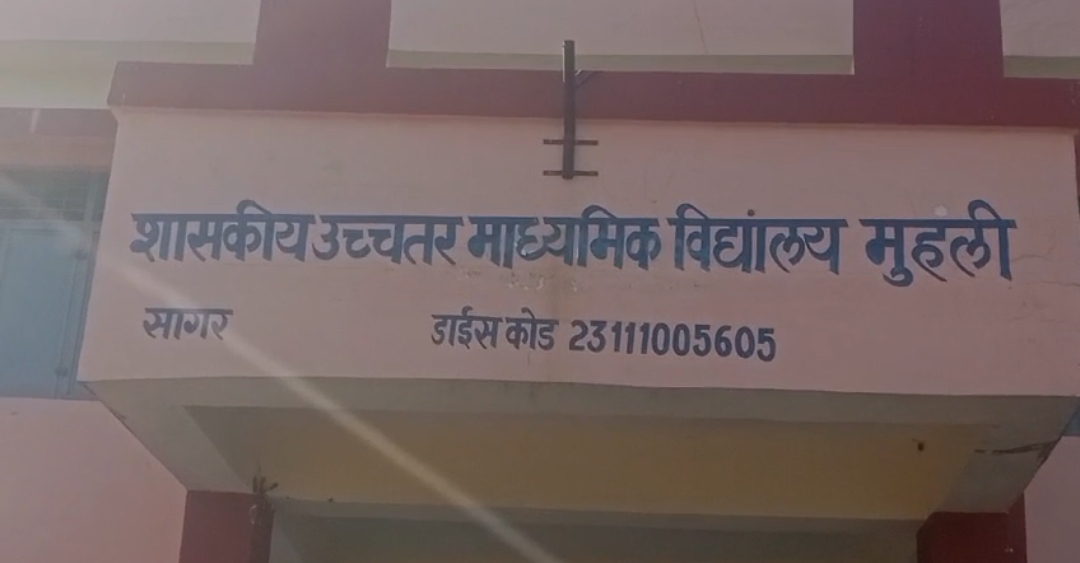 शासकीय उच्चतर माध्यमिक विद्यालय मुहली
सागर डाईस कोड 23111005605